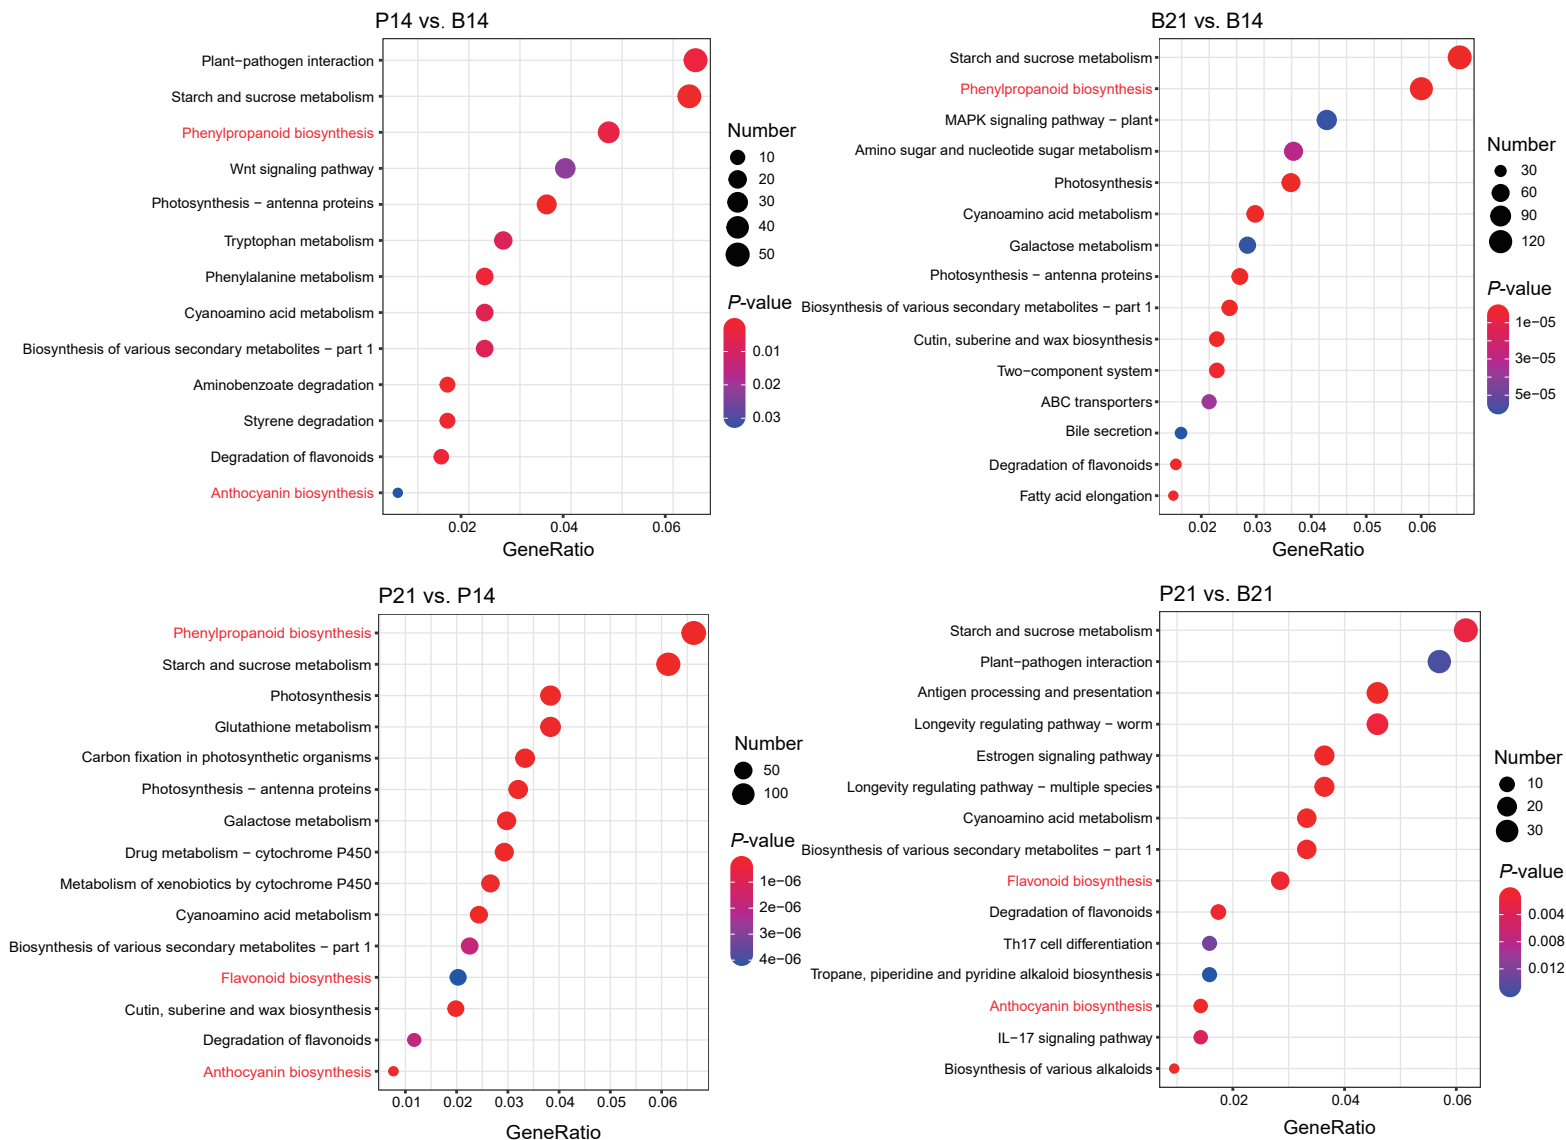 P14 vs. B14
Plant−pathogen interaction
Starch and sucrose metabolism
Phenylpropanoid biosynthesis
Wnt signaling pathway
Photosynthesis − antenna proteins
Tryptophan metabolism
Phenylalanine metabolism
Cyanoamino acid metabolism
Biosynthesis of various secondary metabolites − part 1
Aminobenzoate degradation
Styrene degradation
Degradation of flavonoids
Anthocyanin biosynthesis
0.02 0.04 0.06
GeneRatio
Number
10
20
30
40
50
P-value
0.01
0.02
0.03
B21 vs. B14
Starch and sucrose metabolism
Phenylpropanoid biosynthesis
MAPK signaling pathway − plant
Amino sugar and nucleotide sugar metabolism
Photosynthesis
Cyanoamino acid metabolism
Galactose metabolism
Photosynthesis − antenna proteins
Biosynthesis of various secondary metabolites − part 1
Cutin, suberine and wax biosynthesis
Two−component system
ABC transporters
Bile secretion
Degradation of flavonoids
Fatty acid elongation
0.02 0.03 0.04 0.05 0.06
GeneRatio
Number
30
60
90
120
P-value
1e−05
3e−05
5e−05
P21 vs. P14
Phenylpropanoid biosynthesis
Starch and sucrose metabolism
Photosynthesis
Glutathione metabolism
Carbon fixation in photosynthetic organisms
Photosynthesis − antenna proteins
Galactose metabolism
Drug metabolism − cytochrome P450
Metabolism of xenobiotics by cytochrome P450
Cyanoamino acid metabolism
Biosynthesis of various secondary metabolites − part 1
Flavonoid biosynthesis
Cutin, suberine and wax biosynthesis
Degradation of flavonoids
Anthocyanin biosynthesis
0.01 0.02 0.03 0.04 0.05 0.06
GeneRatio
Number
50
100
P-value
1e−06
2e−06
3e−06
4e−06
P21 vs. B21
Starch and sucrose metabolism
Plant−pathogen interaction
Antigen processing and presentation
Longevity regulating pathway − worm
Estrogen signaling pathway
Longevity regulating pathway − multiple species
Cyanoamino acid metabolism
Biosynthesis of various secondary metabolites − part 1
Flavonoid biosynthesis
Degradation of flavonoids
Th17 cell differentiation
Tropane, piperidine and pyridine alkaloid biosynthesis
Anthocyanin biosynthesis
IL−17 signaling pathway
Biosynthesis of various alkaloids
0.02 0.04 0.06
GeneRatio
Number
10
20
30
P-value
0.004
0.008
0.012